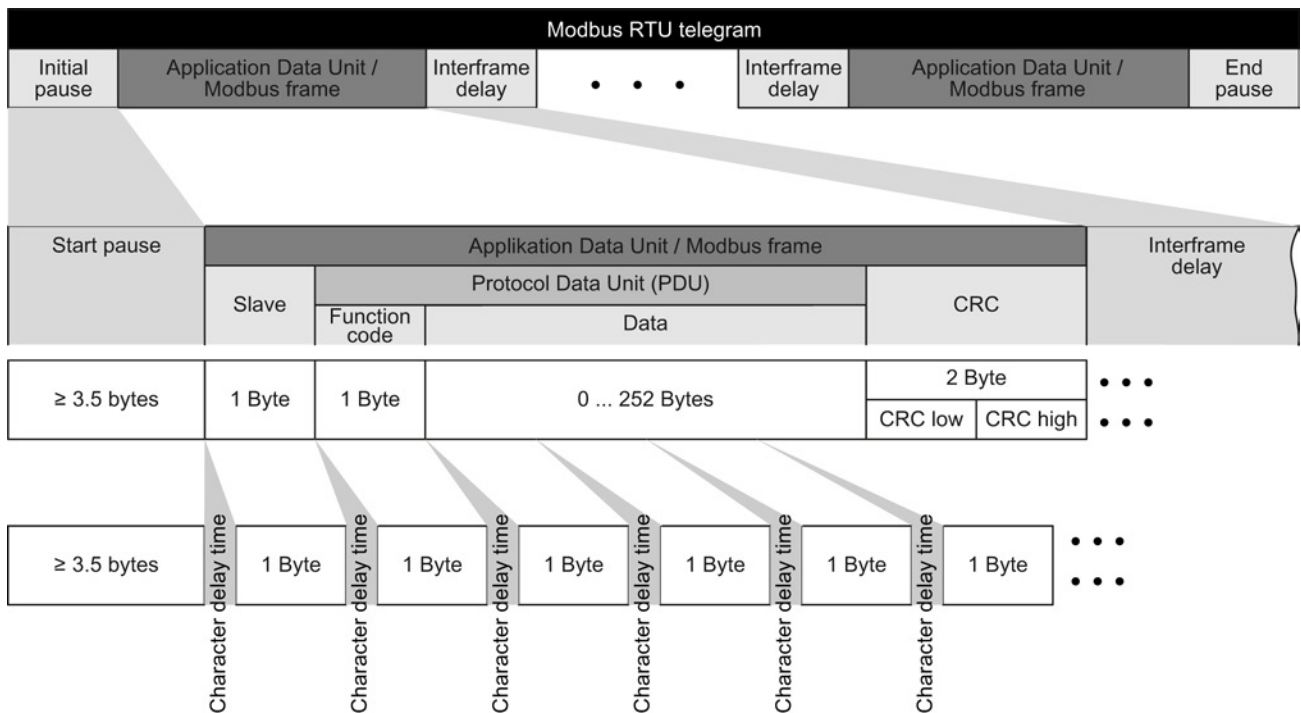 Modbus RTU telegram
Initial
pause
Application Data Unit /
Modbus frame
Interframe
delay
• • •
Interframe
delay
Application Data Unit /
Modbus frame
End
pause
Start pause
Applikation Data Unit / Modbus frame
Interframe
delay
Slave
Protocol Data Unit (PDU)
CRC
Function
code
Data
≥ 3.5 bytes
1 Byte
1 Byte
0 ... 252 Bytes
2 Byte
• • •
CRC low
CRC high
• • •
≥ 3.5 bytes
Character delay time
1 Byte
Character delay time
1 Byte
Character delay time
1 Byte
Character delay time
1 Byte
Character delay time
1 Byte
Character delay time
1 Byte
• • •
• • •